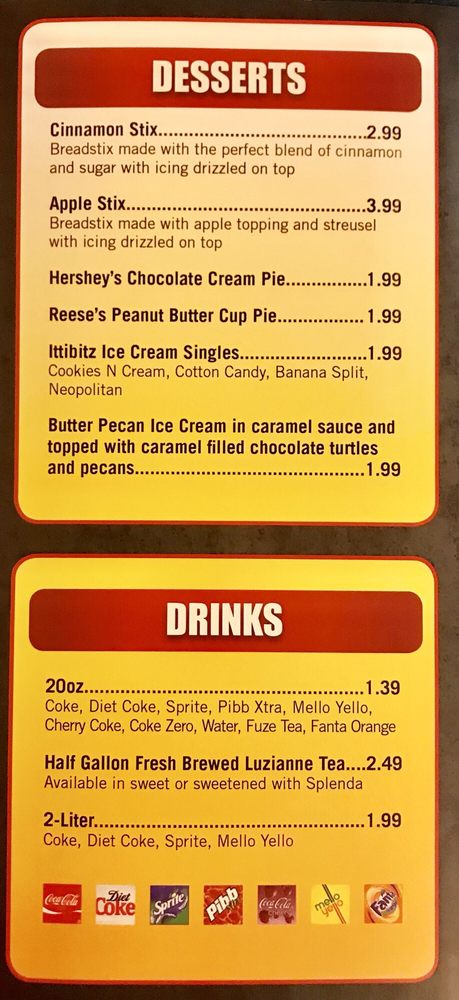 DESSERTS
Cinnamon Stix.......................................2.99
Breadstix made with the perfect blend of cinnamon
and sugar with icing drizzled on top
Apple Stix.............................................3.99
Breadstix made with apple topping and streusel
with icing drizzled on top
Hershey's Chocolate Cream Pie................1.99
Reese's Peanut Butter Cup Pie................. 1.99
Ittibitz Ice Cream Singles........................1.99
Cookies N Cream, Cotton Candy, Banana Split,
Neopolitan
Butter Pecan Ice Cream in caramel sauce and
topped with caramel filled chocolate turtles
and pecans...........................................1.99
DRINKS
20oz.....................................................1.39
Coke, Diet Coke, Sprite, Pibb Xtra, Mello Yello,
Cherry Coke, Coke Zero, Water, Fuze Tea, Fanta Orange
Half Gallon Fresh Brewed Luzianne Tea....2.49
Available in sweet or sweetened with Splenda
2-Liter...................................................1.99
Coke, Diet Coke, Sprite, Mello Yello
Coca-Cola Diet Coke Sprite Pibb Coca-Cola mello yello Fanta